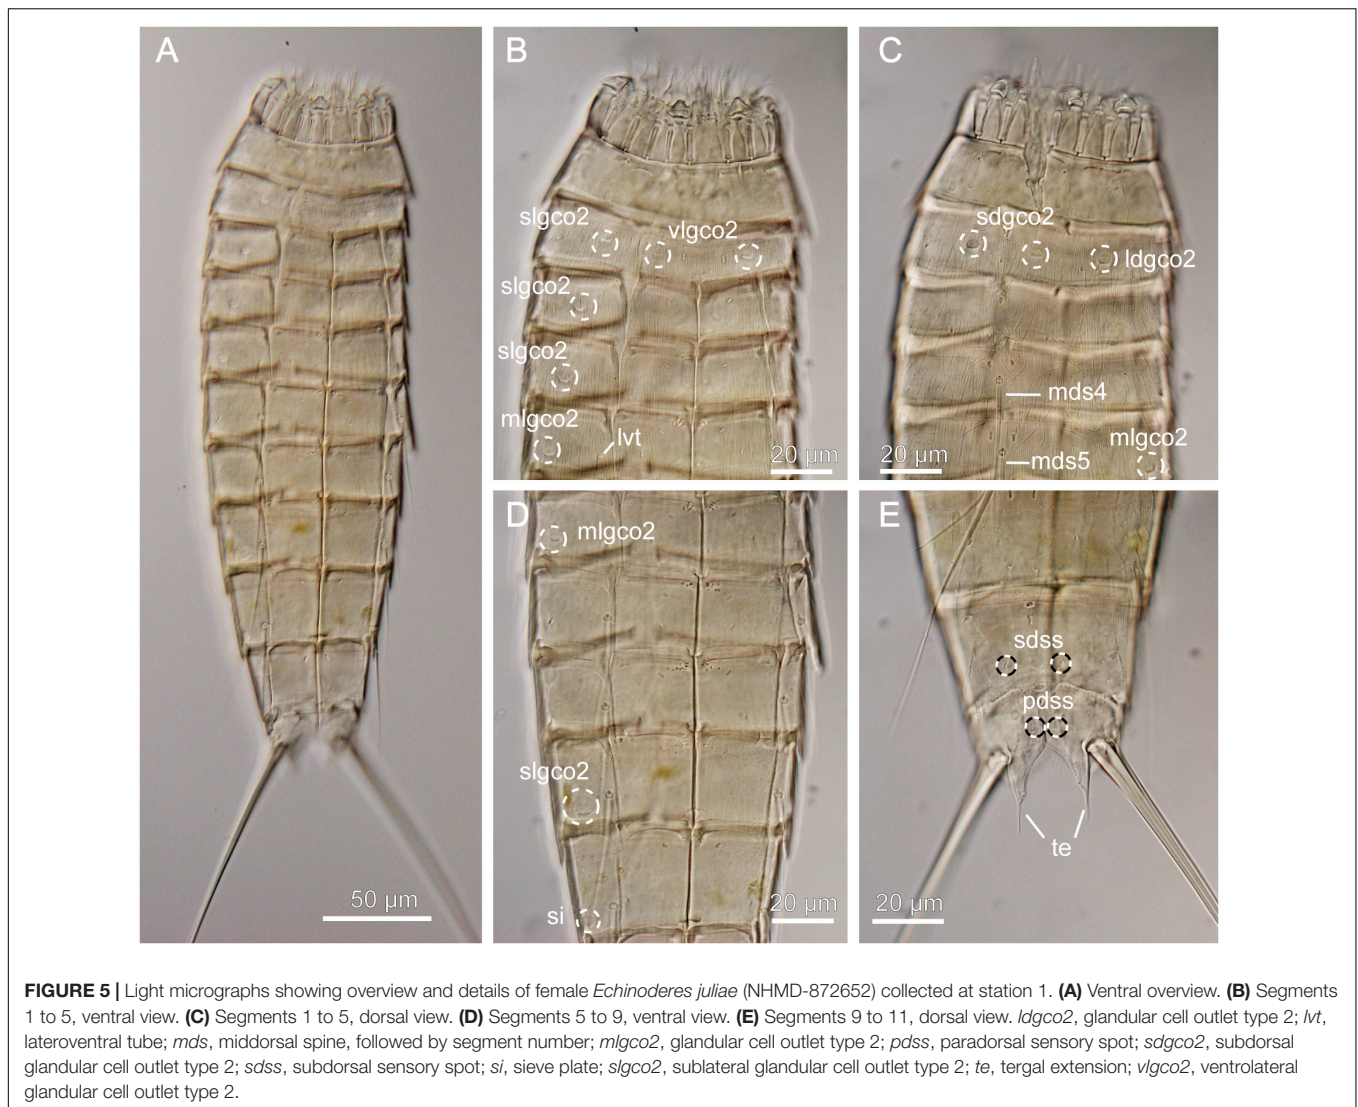 A
50 µm
B
slgco2
vlgco2
slgco2
slgco2
mlgco2
lvt
20 µm
C
sdgco2
ldgco2
mds4
mlgco2
mds5
20 µm
D
mlgco2
slgco2
si
20 µm
E
sdss
pdss
te
20 µm
FIGURE 5 | Light micrographs showing overview and details of female Echinoderes juliae (NHMD-872652) collected at station 1. (A) Ventral overview. (B) Segments
1 to 5, ventral view. (C) Segments 1 to 5, dorsal view. (D) Segments 5 to 9, ventral view. (E) Segments 9 to 11, dorsal view. ldgco2, glandular cell outlet type 2; lvt,
lateroventral tube; mds, middorsal spine, followed by segment number; mlgco2, glandular cell outlet type 2; pdss, paradorsal sensory spot; sdgco2, subdorsal
glandular cell outlet type 2; sdss, subdorsal sensory spot; si, sieve plate; slgco2, sublateral glandular cell outlet type 2; te, tergal extension; vlgco2, ventrolateral
glandular cell outlet type 2.